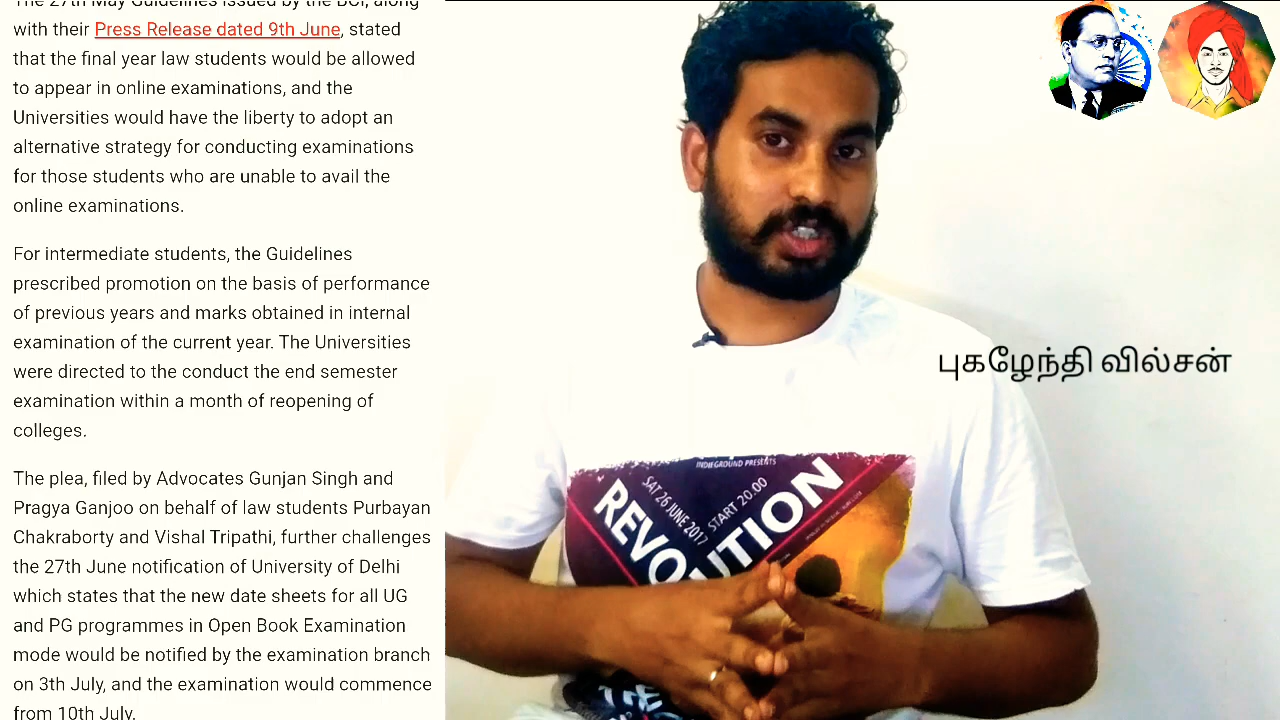 The 27th May Guidelines issued by the BCI, along
with their Press Release dated 9th June, stated
that the final year law students would be allowed
to appear in online examinations, and the
Universities would have the liberty to adopt an
alternative strategy for conducting examinations
for those students who are unable to avail the
online examinations.
For intermediate students, the Guidelines
prescribed promotion on the basis of performance
of previous years and marks obtained in internal
examination of the current year. The Universities
were directed to the conduct the end semester
examination within a month of reopening of
colleges.
The plea, filed by Advocates Gunjan Singh and
Pragya Ganjoo on behalf of law students Purbayan
Chakraborty and Vishal Tripathi, further challenges
the 27th June notification of University of Delhi
which states that the new date sheets for all UG
and PG programmes in Open Book Examination
mode would be notified by the examination branch
on 3th July, and the examination would commence
from 10th July.
புகழேந்தி வில்சன்
INDIEGROUND PRESENTS
SAT 26 JUNE 2017
START 20.00
REVO UTION
THE